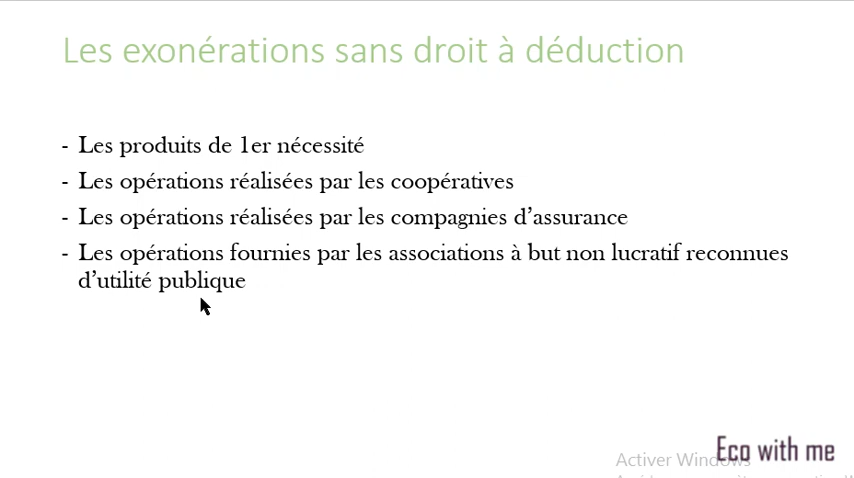 Les exonérations sans droit à déduction
- Les produits de 1er nécessité
- Les opérations réalisées par les coopératives
- Les opérations réalisées par les compagnies d’assurance
- Les opérations fournies par les associations à but non lucratif reconnues
d’utilité publique
Eco with me
Activer Windows